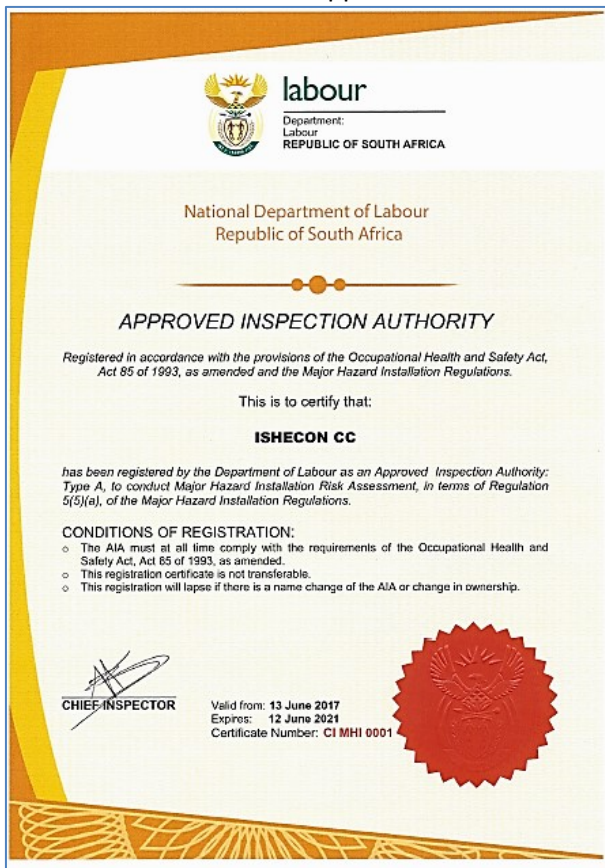 labour
Department:
Labour
REPUBLIC OF SOUTH AFRICA
National Department of Labour
Republic of South Africa
APPROVED INSPECTION AUTHORITY
Registered in accordance with the provisions of the Occupational Health and Safety Act,
Act 85 of 1993, as amended and the Major Hazard Installation Regulations.
This is to certify that:
ISHECON CC
has been registered by the Department of Labour as an Approved Inspection Authority:
Type A, to conduct Major Hazard Installation Risk Assessment, in terms of Regulation
5(5)(a), of the Major Hazard Installation Regulations.
CONDITIONS OF REGISTRATION:
o The AIA must at all time comply with the requirements of the Occupational Health and
Safety Act, Act 85 of 1993, as amended.
o This registration certificate is not transferable.
o This registration will lapse if there is a name change of the AIA or change in ownership.
CHIEF INSPECTOR
Valid from: 13 June 2017
Expires: 12 June 2021
Certificate Number: CI MHI 0001